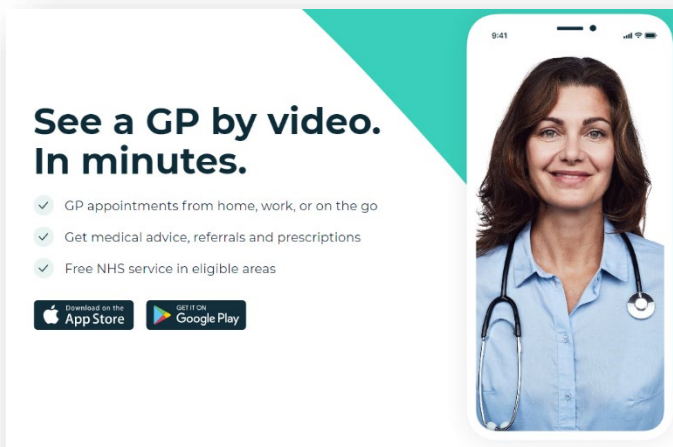 9:41
See a GP by video.
In minutes.
GP appointments from home, work, or on the go
Get medical advice, referrals and prescriptions
Free NHS service in eligible areas
Download on the
App Store
GET IT ON
Google Play